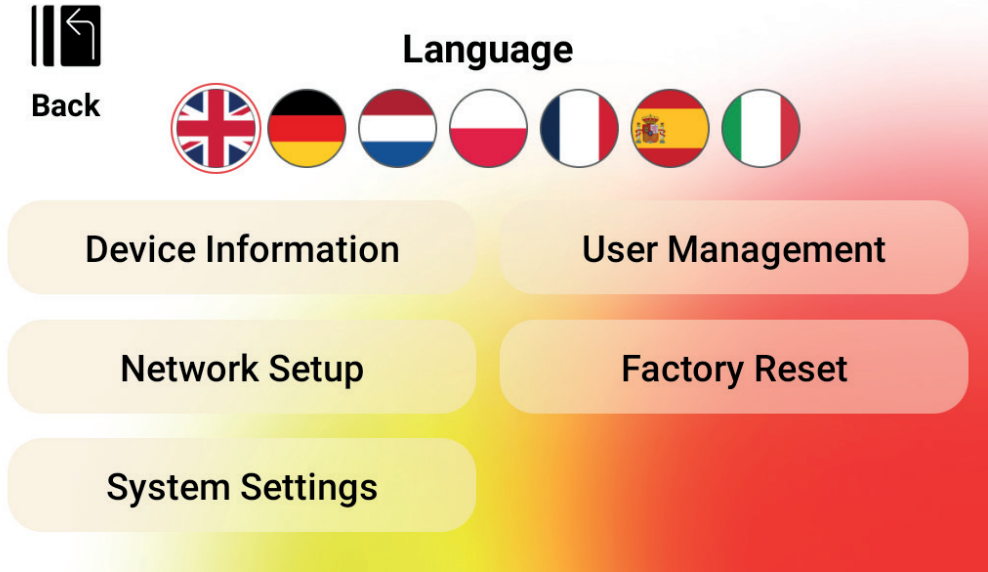 Language
Back
Device Information
User Management
Network Setup
Factory Reset
System Settings